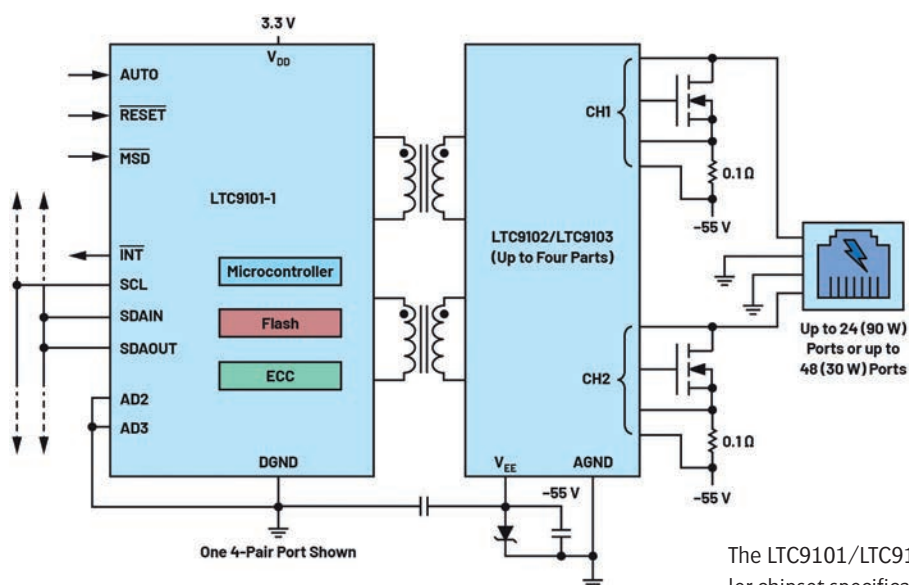 3.3 V
VDD
AUTO
RESET
MSD
LTC9101-1
INT
SCL
SDAIN
SDAOUT
AD2
AD3
Microcontroller
Flash
ECC
DGND
One 4-Pair Port Shown
LTC9102/LTC9103
(Up to Four Parts)
CH1
CH2
VEE
AGND
–55 V
0.1 Ω
–55 V
0.1 Ω
–55 V
Up to 24 (90 W)
Ports or up to
48 (30 W) Ports
The LTC9101/LTC91
ler chipset specifica